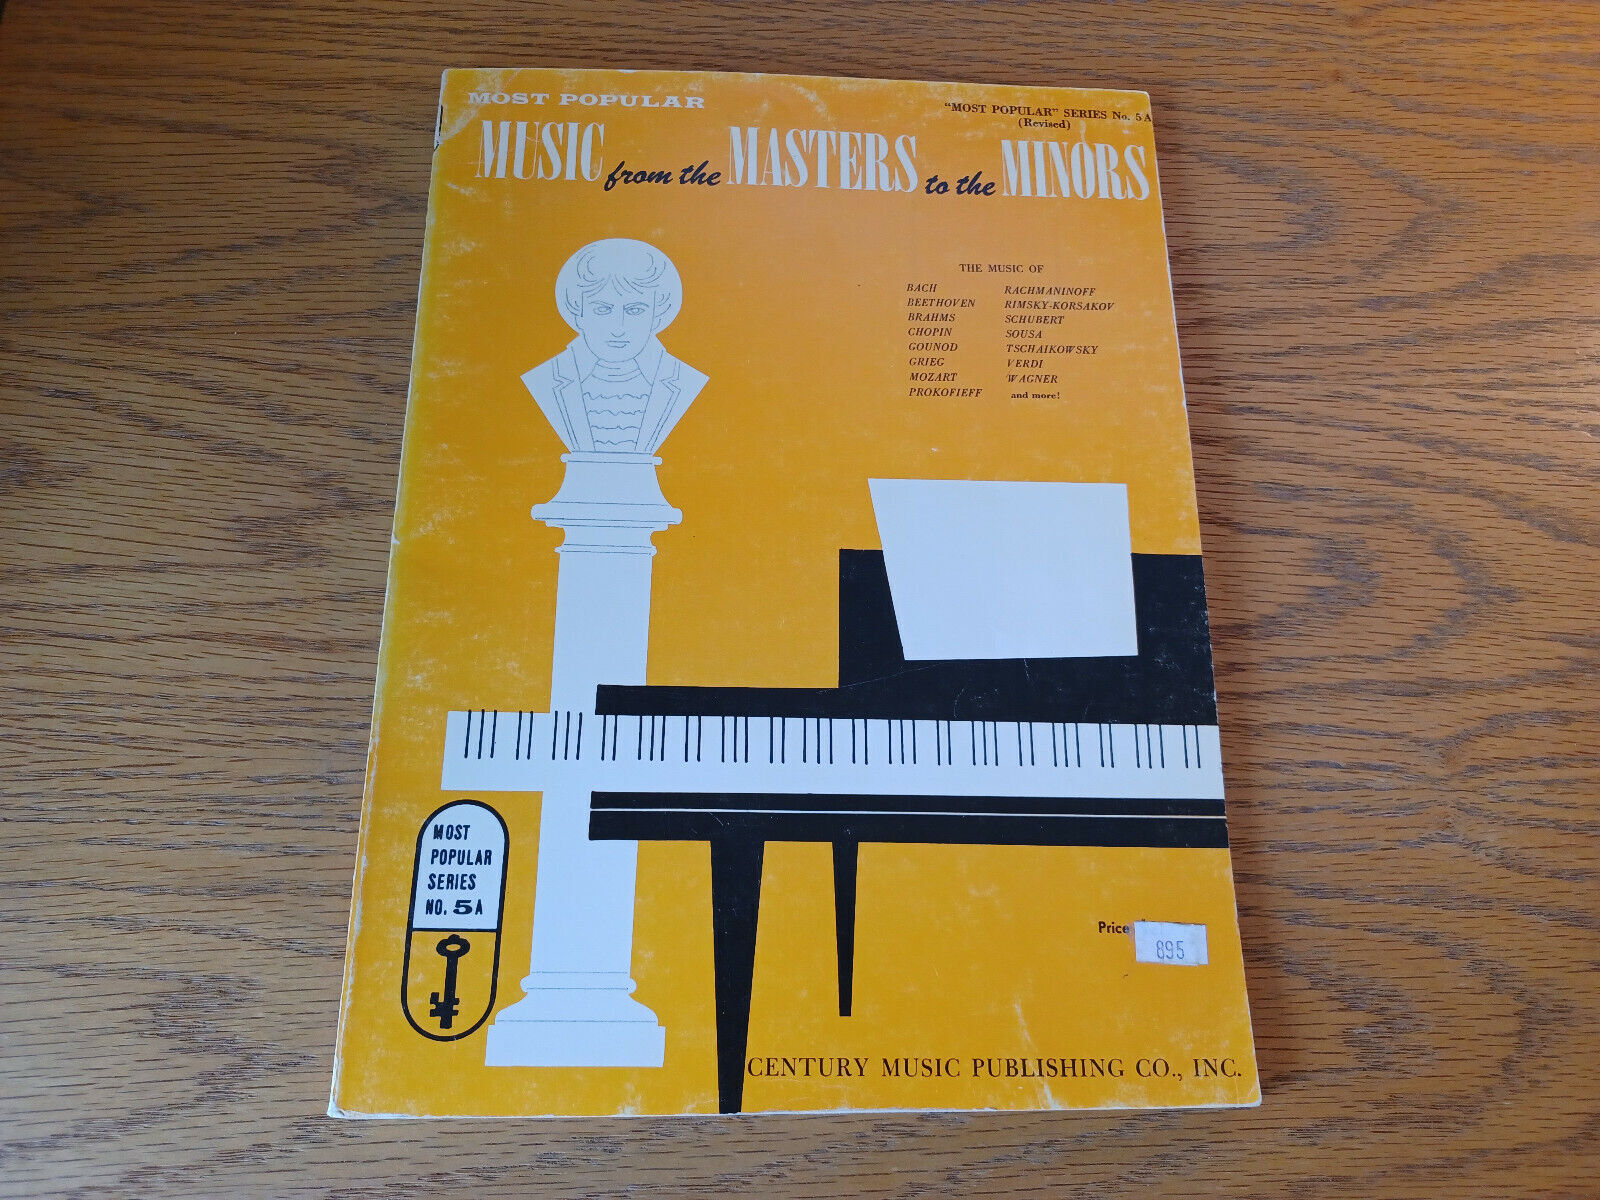 MOST POPULAR
"MOST POPULAR" SERIES No. 5A
(Revised)
MUSIC from the MASTERS to the MINORS
THE MUSIC OF
BACH
BEETHOVEN
BRAHMS
CHOPIN
GOUNOD
GRIEG
MOZART
PROKOFIEFF
RACHMANINOFF
RIMSKY-KORSAKOV
SCHUBERT
SOUSA
TSCHAIKOWSKY
VERDI
WAGNER
and more!
MOST
POPULAR
SERIES
NO. 5A
Price
895
CENTURY MUSIC PUBLISHING CO., INC.